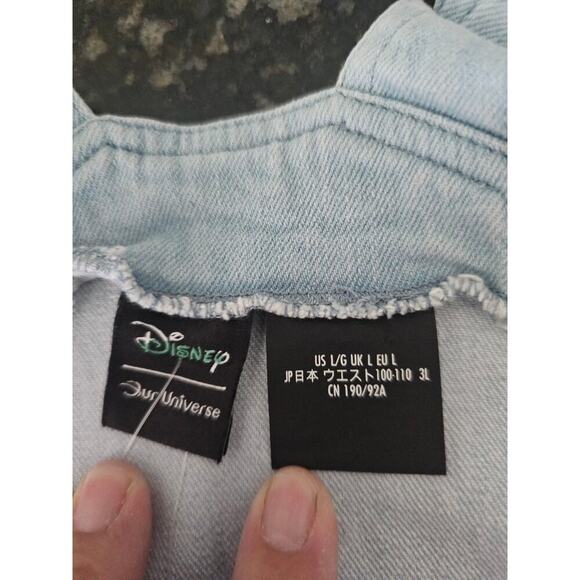 Disney
Our Universe
US L/G UK L EU L
JP日本 ウエスト100-110 3L
CN 190/92A